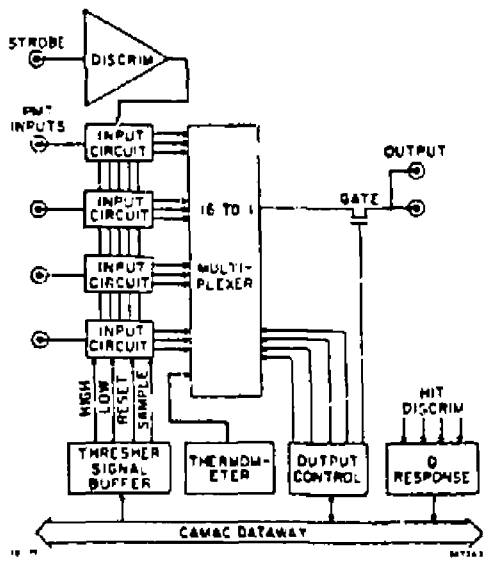 STROBE
DISCRIM
PMT
INPUTS
INPUT
CIRCUIT
INPUT
CIRCUIT
INPUT
CIRCUIT
INPUT
CIRCUIT
16 TO 1
MULTI-
PLEXER
GATE
OUTPUT
HIGH
LOW
RESET
SAMPLE
HIT
DISCRIM
THRESHER
SIGNAL
BUFFER
THERMOM-
ETER
OUTPUT
CONTROL
Q
RESPONSE
CAMAC DATAWAY